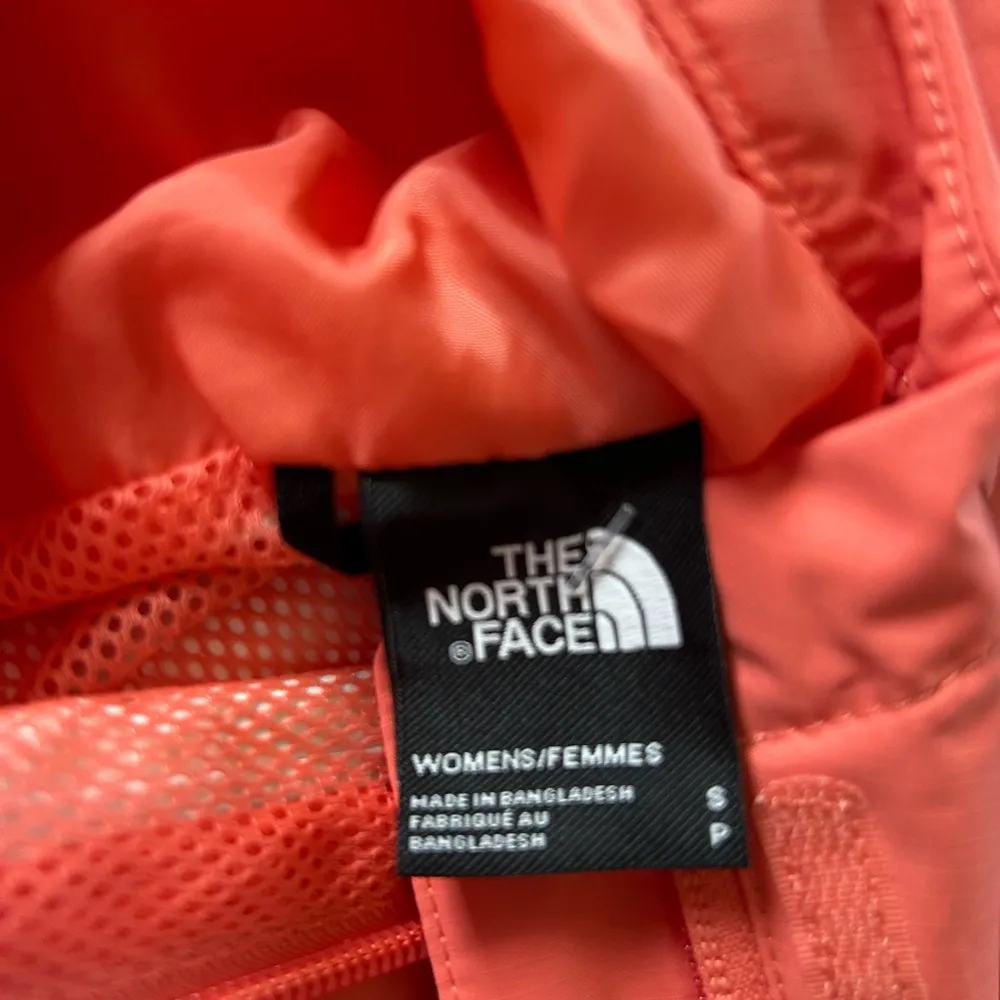 THE
NORTH
®FACE
WOMENS/FEMMES
MADE IN BANGLADESH S
FABRIQUÉ AU
BANGLADESH P